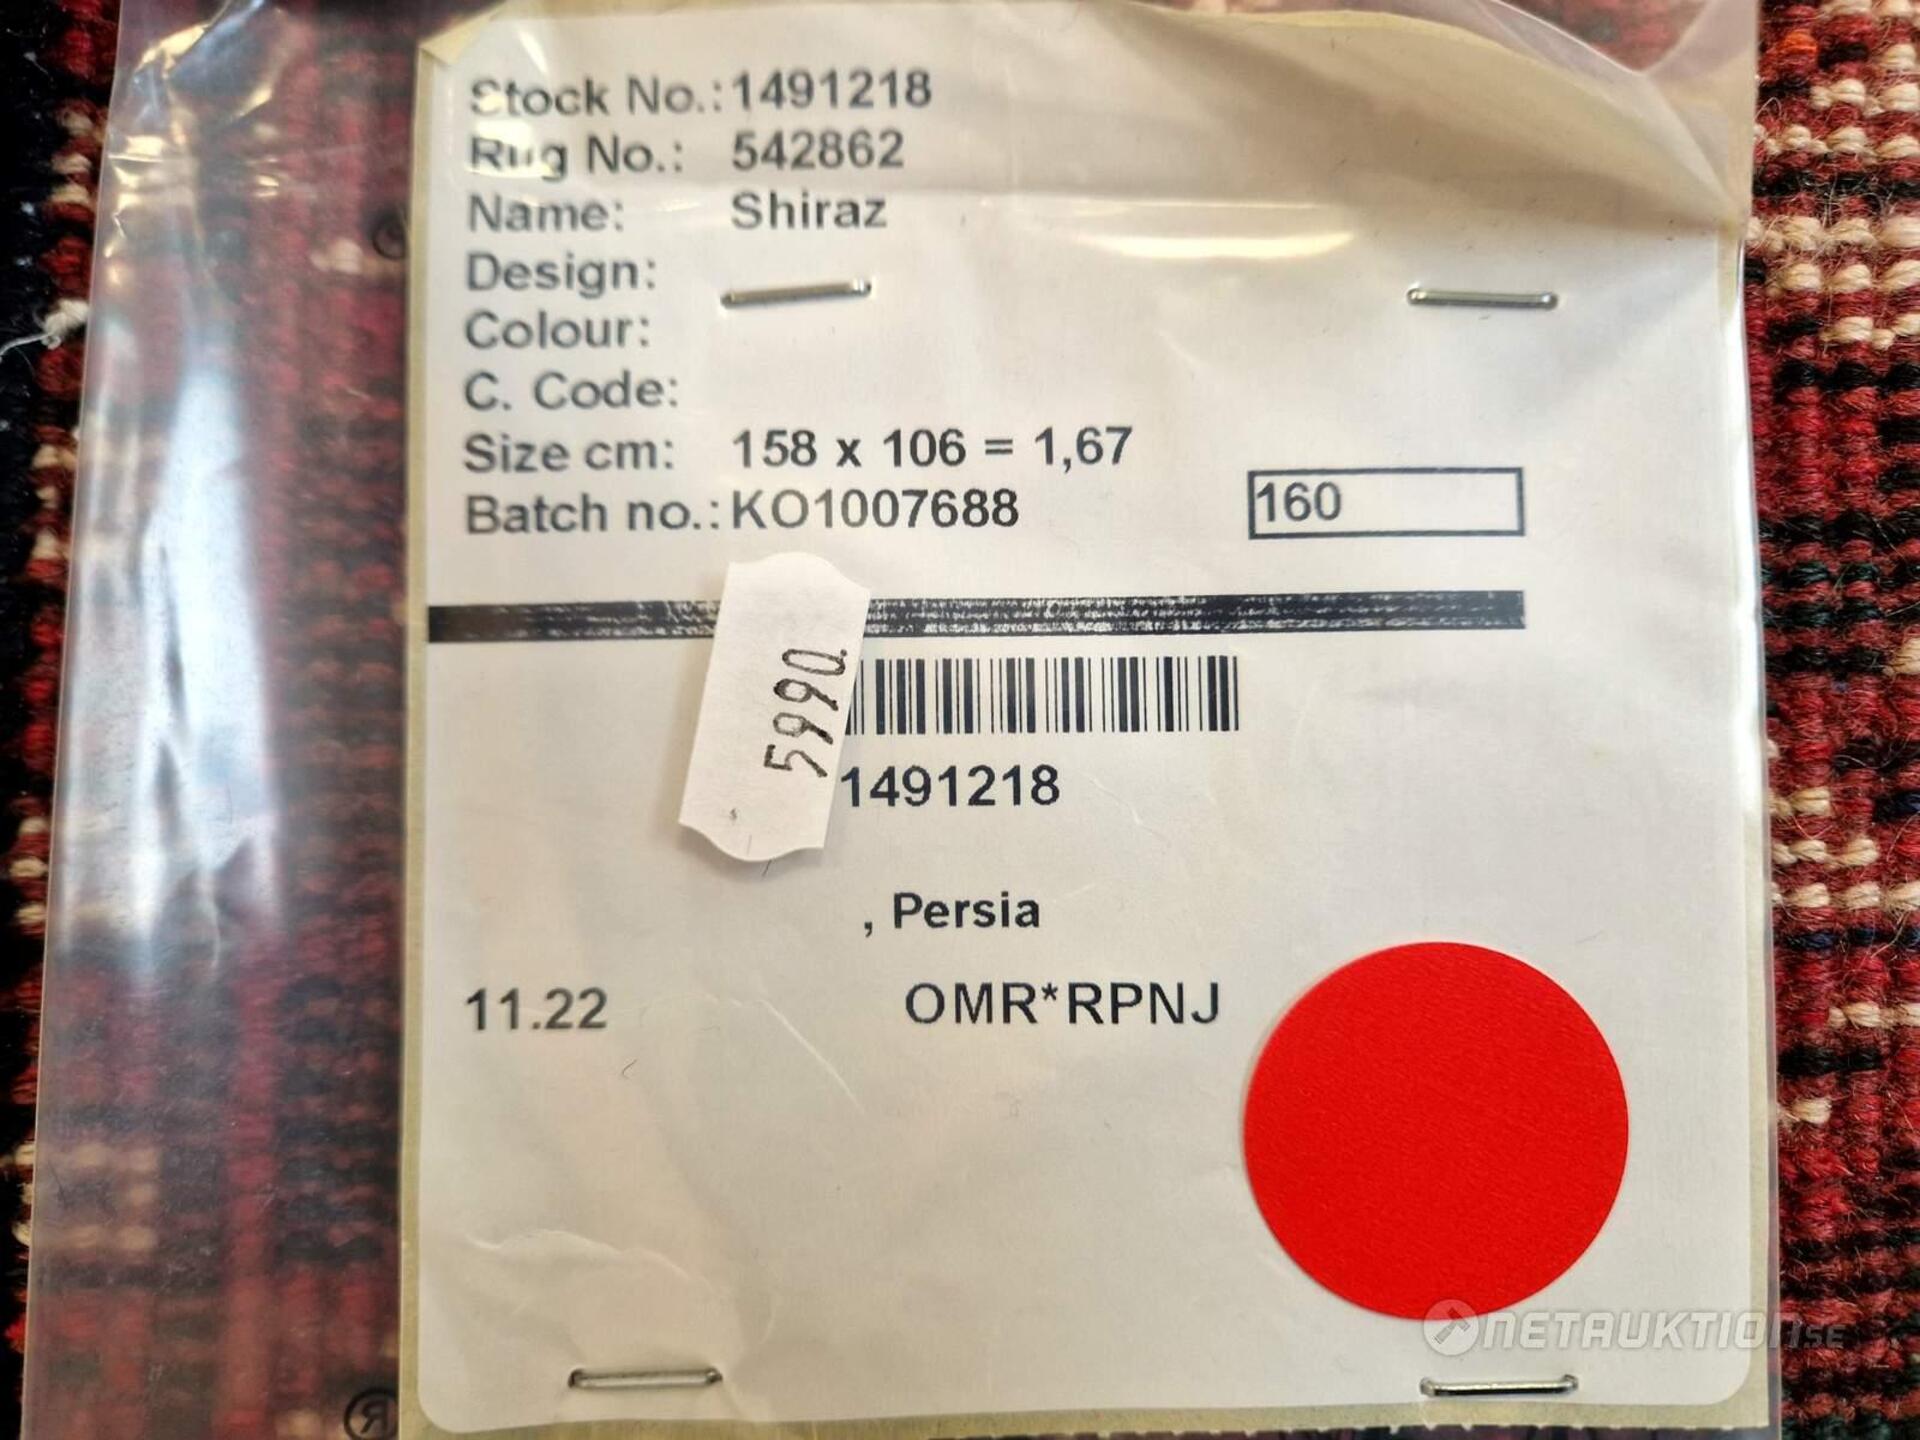 Stock No.: 1491218
Rug No.: 542862
Name: Shiraz
Design:
Colour:
C. Code:
Size cm: 158 x 106 = 1,67
Batch no.: KO1007688
160
5990
1491218
, Persia
11.22 OMR*RPNJ
NETAUKTION.SE
®